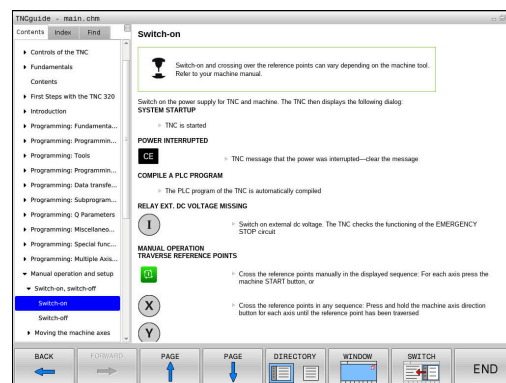 TNCguide - main.chm
Contents Index Find
Controls of the TNC
Fundamentals
Contents
First Steps with the TNC 320
Introduction
Programming: Fundamenta...
Programming: Programmin...
Programming: Tools
Programming: Programmin...
Programming: Data transfe...
Programming: Subprogram...
Programming: Q Parameters
Programming: Miscellaneo...
Programming: Special func...
Programming: Multiple Axis...
Manual operation and setup
Switch-on, switch-off
Switch-on
Switch-off
Moving the machine axes
Switch-on
Switch-on and crossing over the reference points can vary depending on the machine tool.
Refer to your machine manual.
Switch on the power supply for TNC and machine. The TNC then displays the following dialog:
SYSTEM STARTUP
TNC is started
POWER INTERRUPTED
CE
TNC message that the power was interrupted—clear the message
COMPILE A PLC PROGRAM
The PLC program of the TNC is automatically compiled
RELAY EXT. DC VOLTAGE MISSING
I
Switch on external dc voltage. The TNC checks the functioning of the EMERGENCY
STOP circuit
MANUAL OPERATION
TRAVERSE REFERENCE POINTS
Cross the reference points manually in the displayed sequence: For each axis press the
machine START button, or
X
Cross the reference points in any sequence: Press and hold the machine axis direction
button for each axis until the reference point has been traversed
Y
BACK FORWARD PAGE PAGE DIRECTORY WINDOW SWITCH END